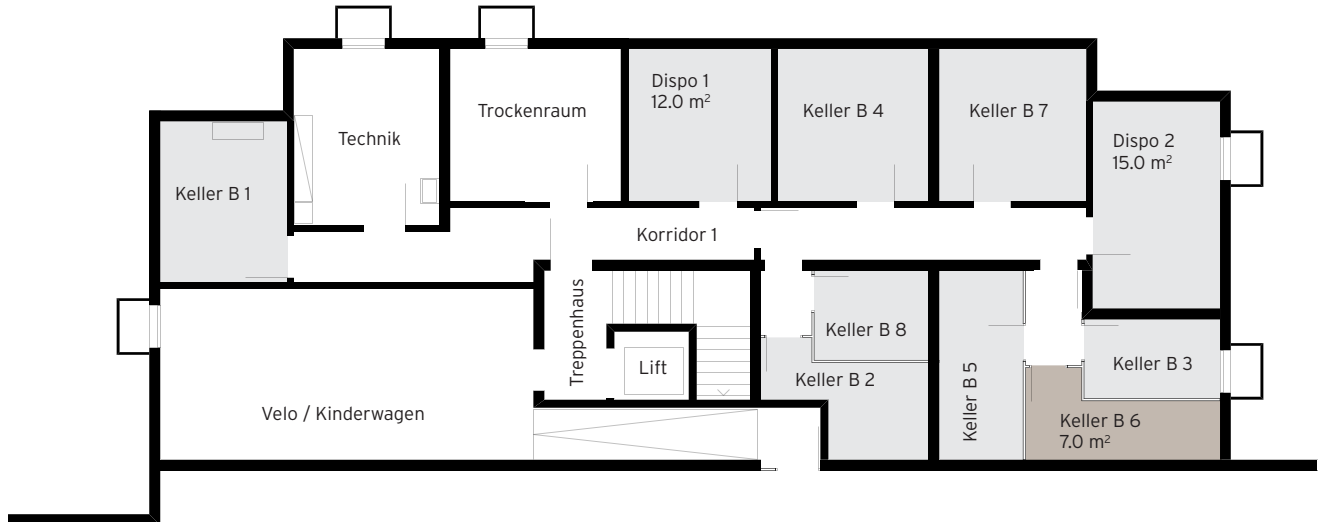 Dispo 1
12.0 m²
Keller B 4
Keller B 7
Trockenraum
Technik
Dispo 2
15.0 m²
Keller B 1
Korridor 1
Treppenhaus
Keller B 8
Lift
Keller B 2
Keller B 5
Keller B 3
Velo / Kinderwagen
Keller B 6
7.0 m²